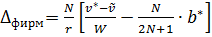 Δфирм = N/r [ (v* − ṽ)/W − N/(2N+1) · b* ]